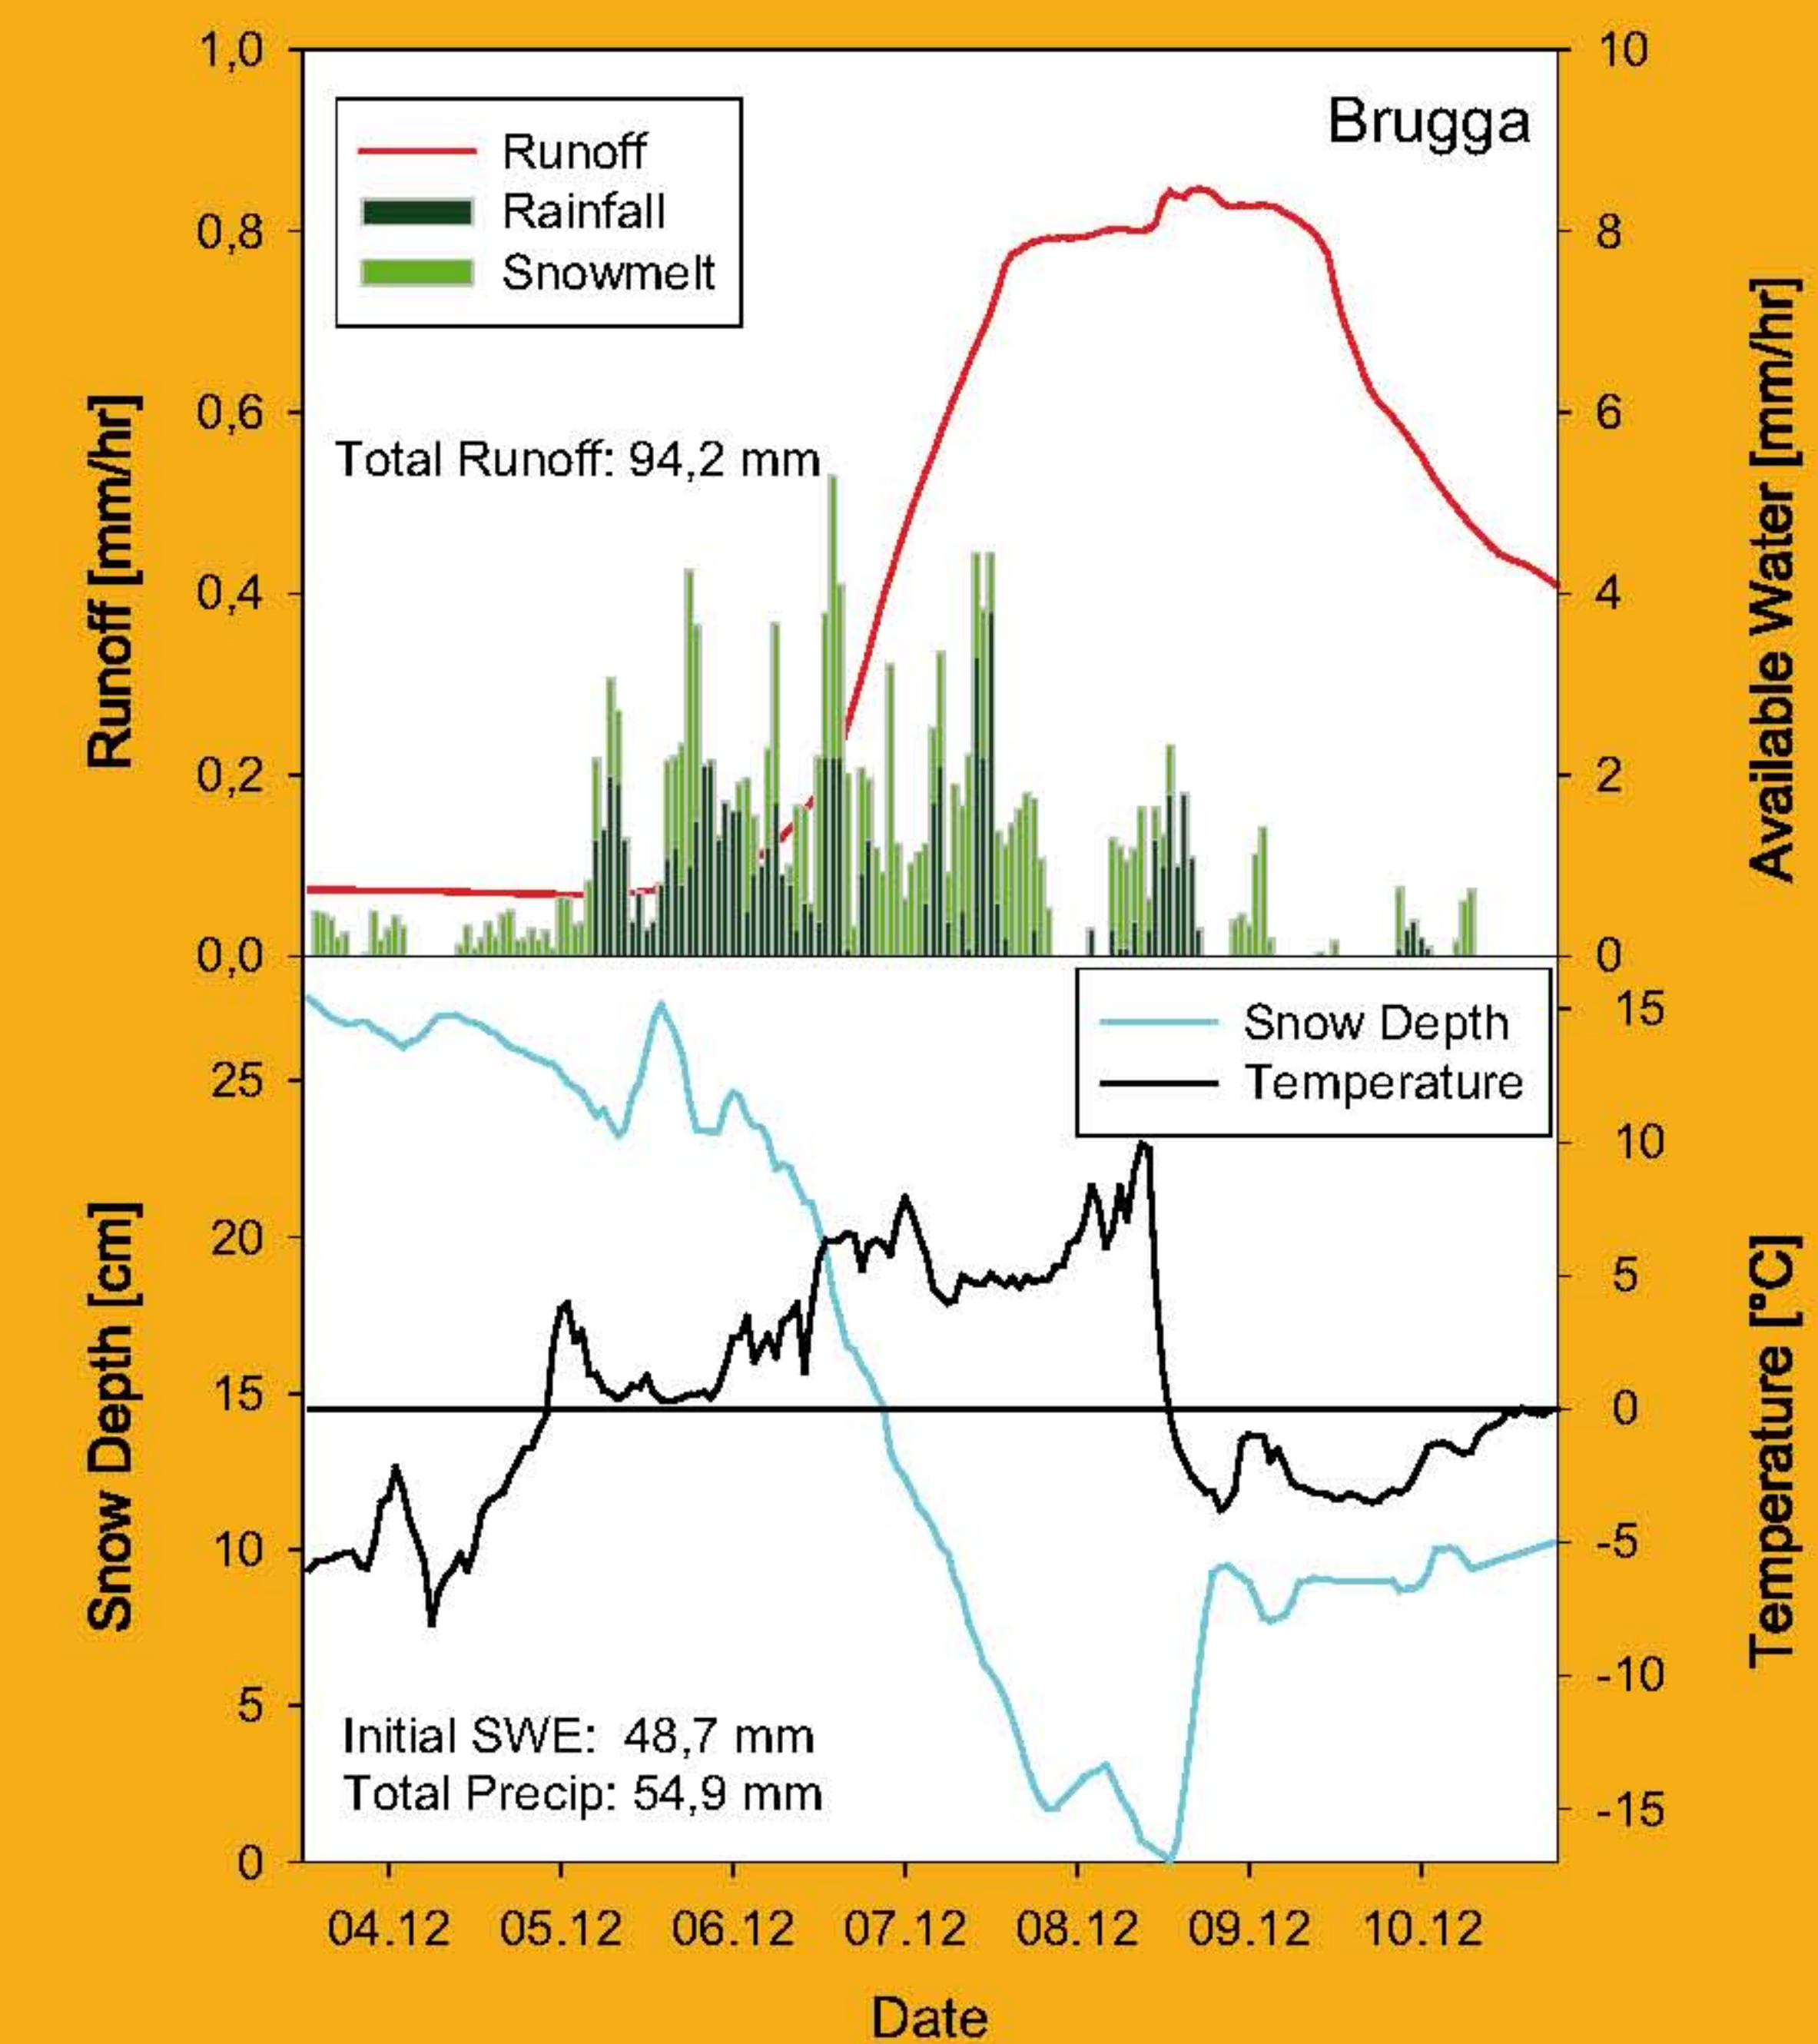 Brugga
Runoff
Rainfall
Snowmelt
Total Runoff: 94,2 mm
Runoff [mm/hr]
1,0
0,8
0,6
0,4
0,2
0,0
Available Water [mm/hr]
10
8
6
4
2
0
Snow Depth
Temperature
Snow Depth [cm]
25
20
15
10
5
0
Temperature [°C]
15
10
5
0
-5
-10
-15
Initial SWE: 48,7 mm
Total Precip: 54,9 mm
04.12 05.12 06.12 07.12 08.12 09.12 10.12
Date